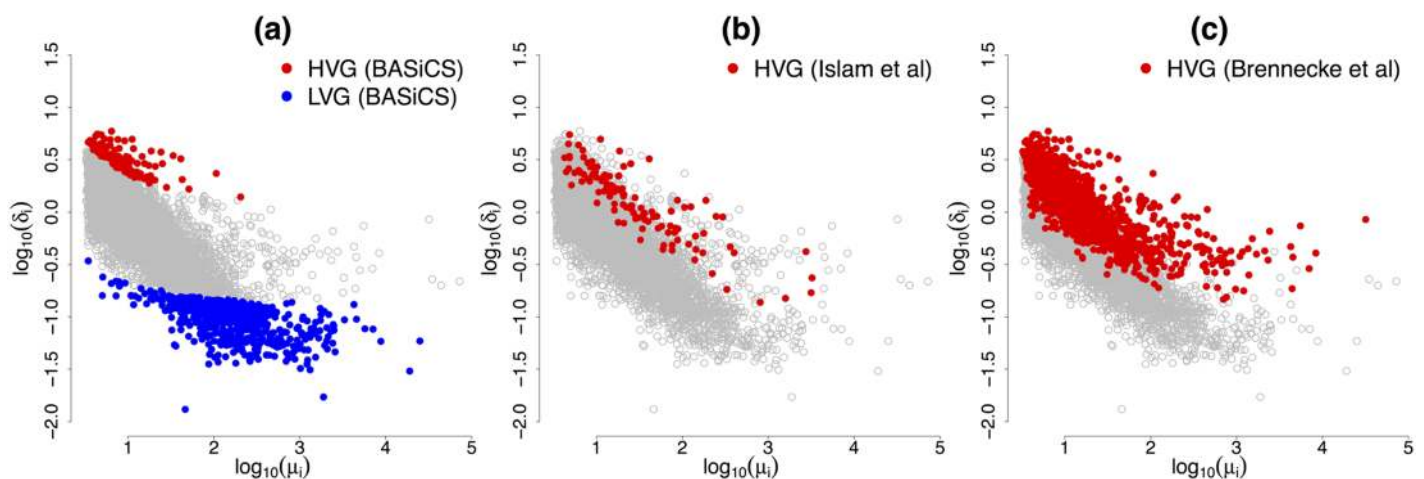 (a)
HVG (BASiCS)
LVG (BASiCS)
log10(δi)
1.5
1.0
0.5
0.0
-0.5
-1.0
-1.5
-2.0
1 2 3 4 5
log10(μi)
(b)
HVG (Islam et al)
log10(δi)
1.5
1.0
0.5
0.0
-0.5
-1.0
-1.5
-2.0
1 2 3 4 5
log10(μi)
(c)
HVG (Brennecke et al)
log10(δi)
1.5
1.0
0.5
0.0
-0.5
-1.0
-1.5
-2.0
1 2 3 4 5
log10(μi)